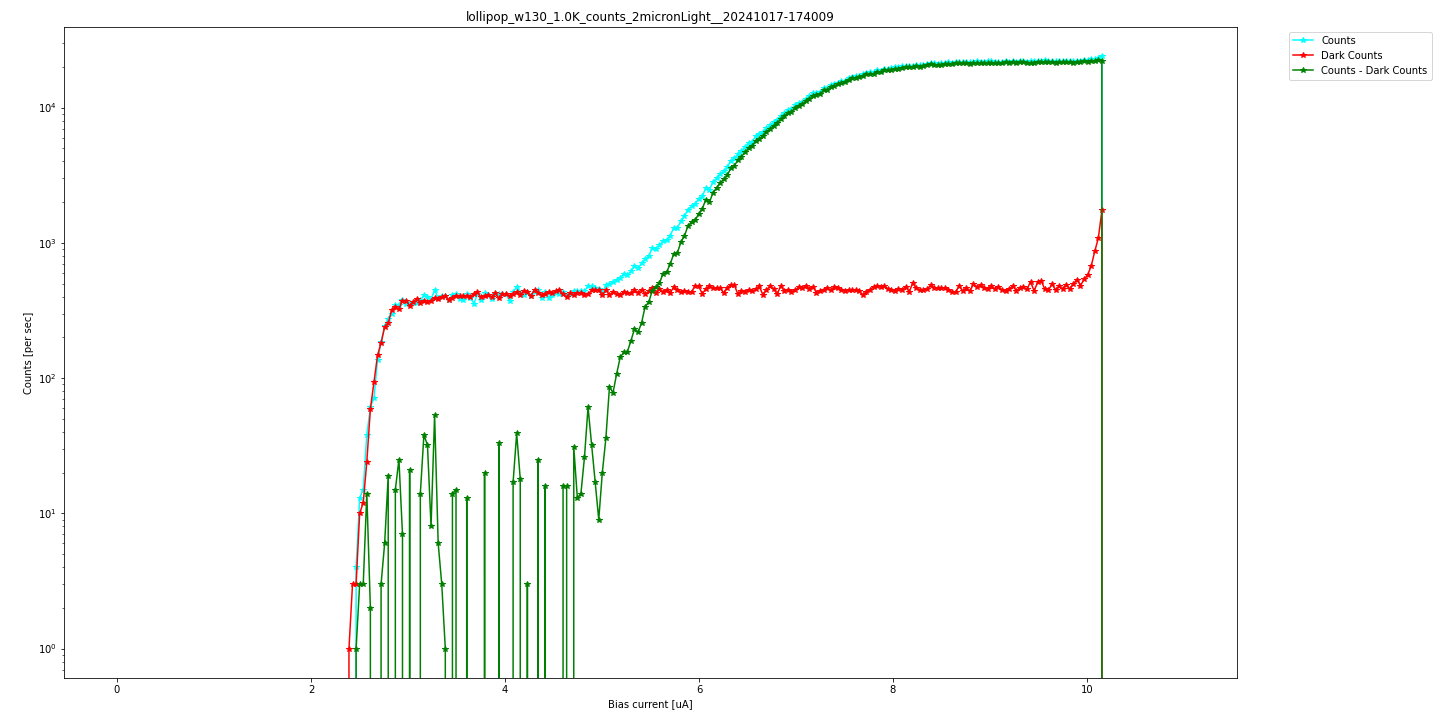 lollipop_w130_1.0K_counts_2micronLight__20241017-174009
Counts
Dark Counts
Counts - Dark Counts
Counts [per sec]
10^4
10^3
10^2
10^1
10^0
0 2 4 6 8 10
Bias current [uA]